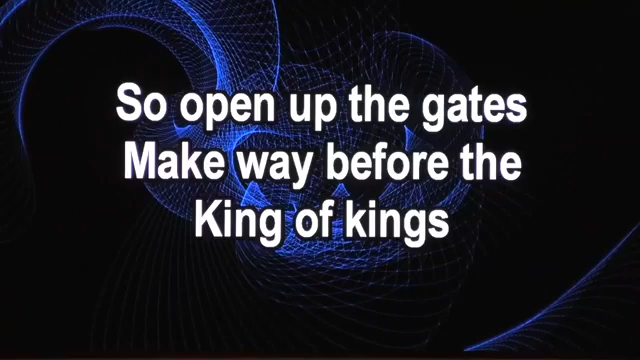 So open up the gates
Make way before the
King of kings